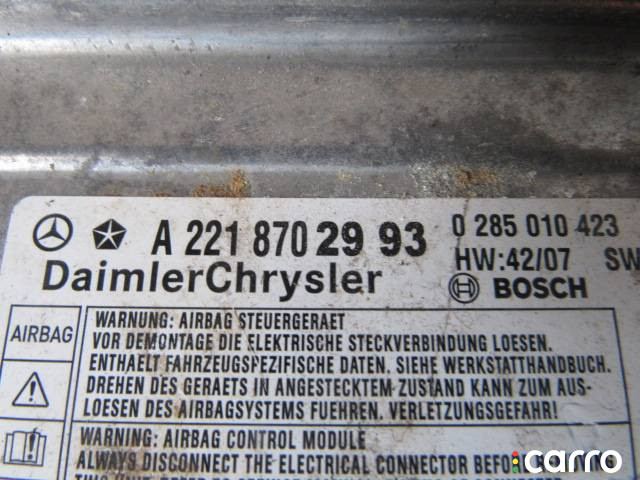 A 221 870 29 93 0 285 010 423
HW:42/07 SW
DaimlerChrysler BOSCH
AIRBAG
WARNUNG: AIRBAG STEUERGERAET
VOR DEMONTAGE DIE ELEKTRISCHE STECKVERBINDUNG LOESEN.
ENTHAELT FAHRZEUGSPEZIFISCHE DATEN. SIEHE WERKSTATTHANDBUCH.
DREHEN DES GERAETS IN ANGESTECKTEM ZUSTAND KANN ZUM AUS-
LOESEN DES AIRBAGSYSTEMS FUEHREN. VERLETZUNGSGEFAHR!
WARNING: AIRBAG CONTROL MODULE
ALWAYS DISCONNECT THE ELECTRICAL CONNECTOR BEFORE
carro